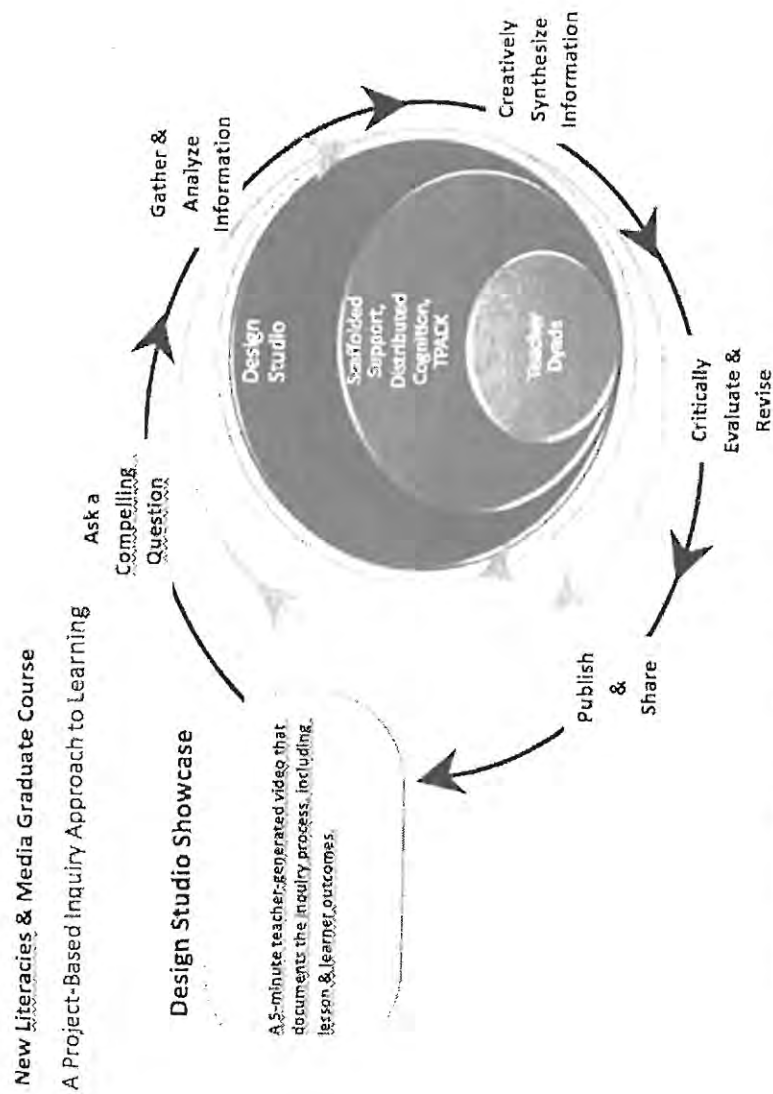 New Literacies & Media Graduate Course
A Project-Based Inquiry Approach to Learning
Design Studio Showcase
A 5-minute teacher-generated video that
documents the inquiry process, including
lesson & learner outcomes.
Ask a
Compelling
Question
Gather &
Analyze
Information
Creatively
Synthesize
Information
Critically
Evaluate &
Revise
Publish
&
Share
Design
Studio
Scaffolded
Support,
Distributed
Cognition,
TPACK
Teacher
Dyads